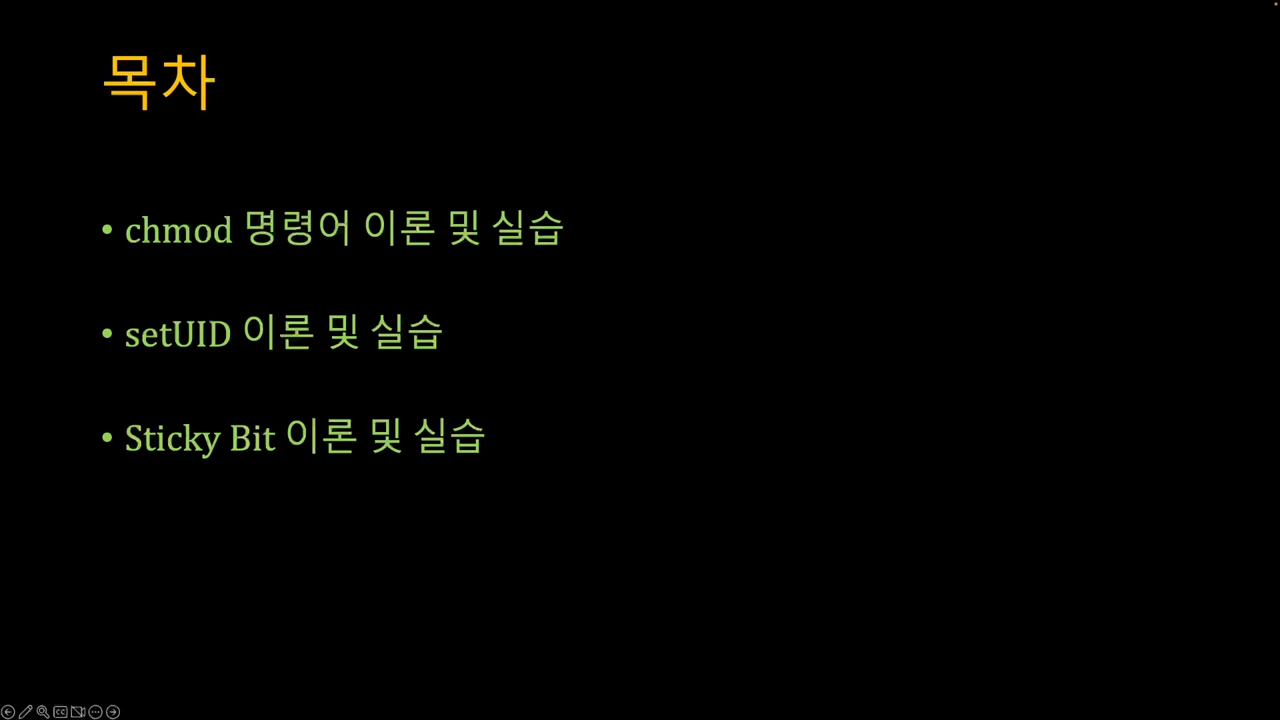 목차
• chmod 명령어 이론 및 실습
• setUID 이론 및 실습
• Sticky Bit 이론 및 실습